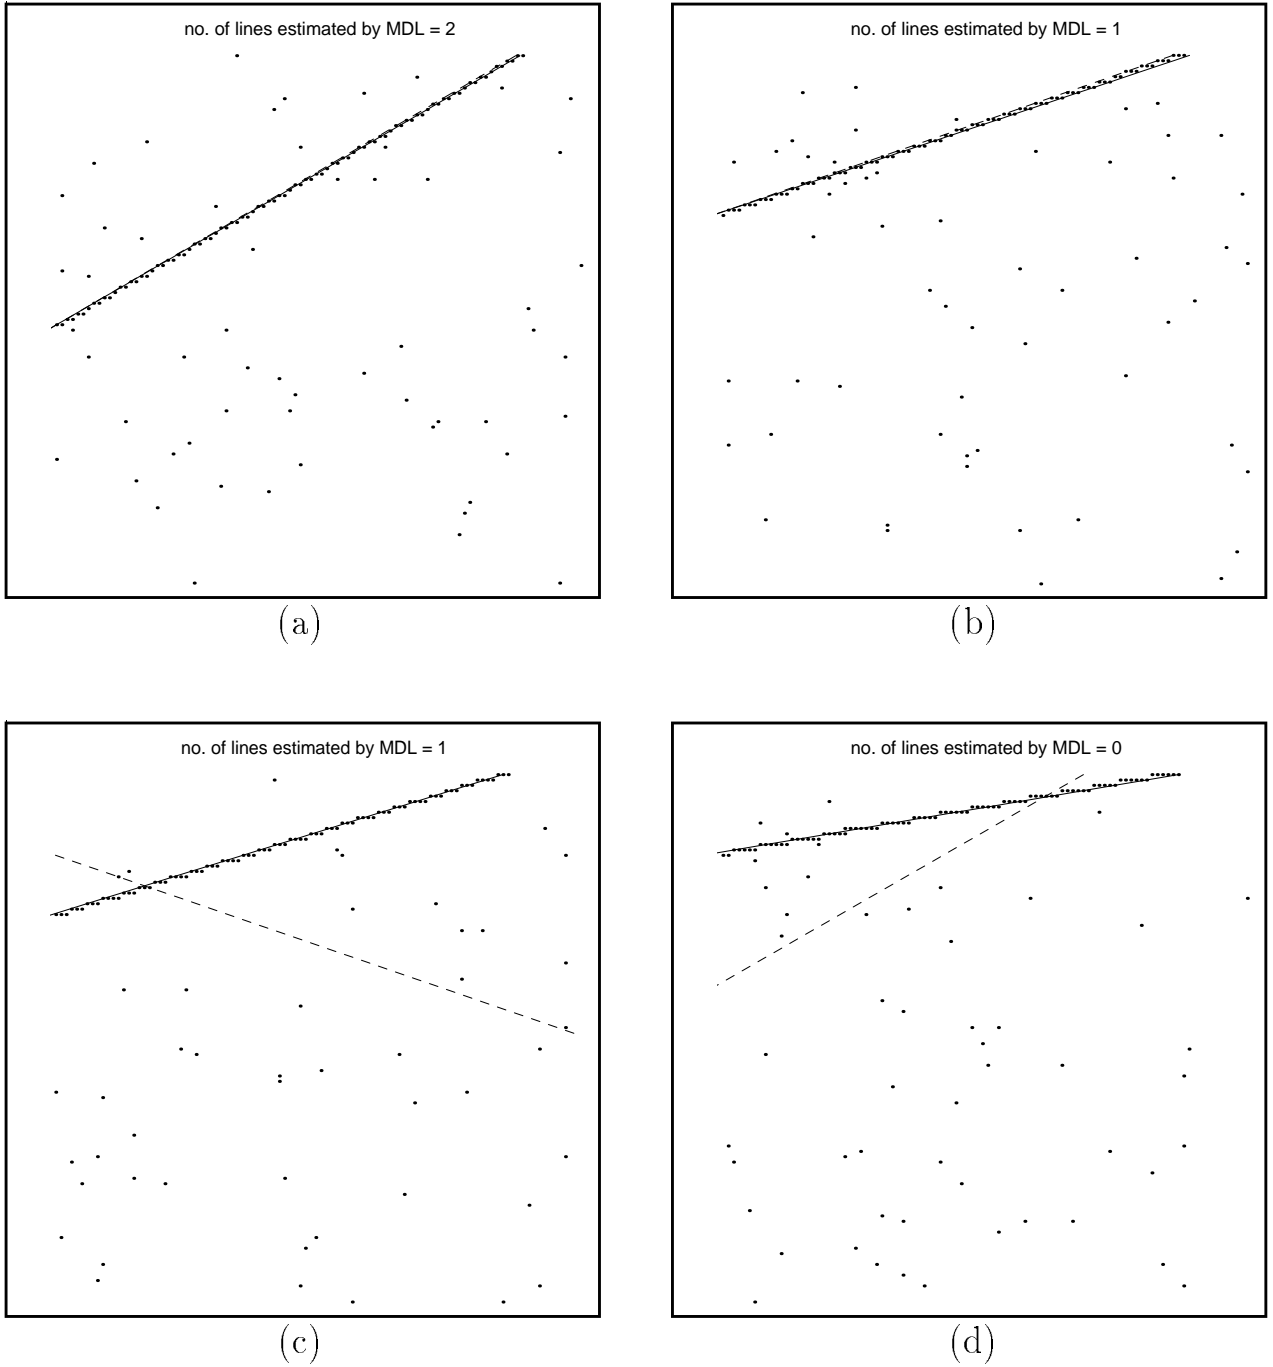 no. of lines estimated by MDL = 2
no. of lines estimated by MDL = 1
(a)
(b)
no. of lines estimated by MDL = 1
no. of lines estimated by MDL = 0
(c)
(d)